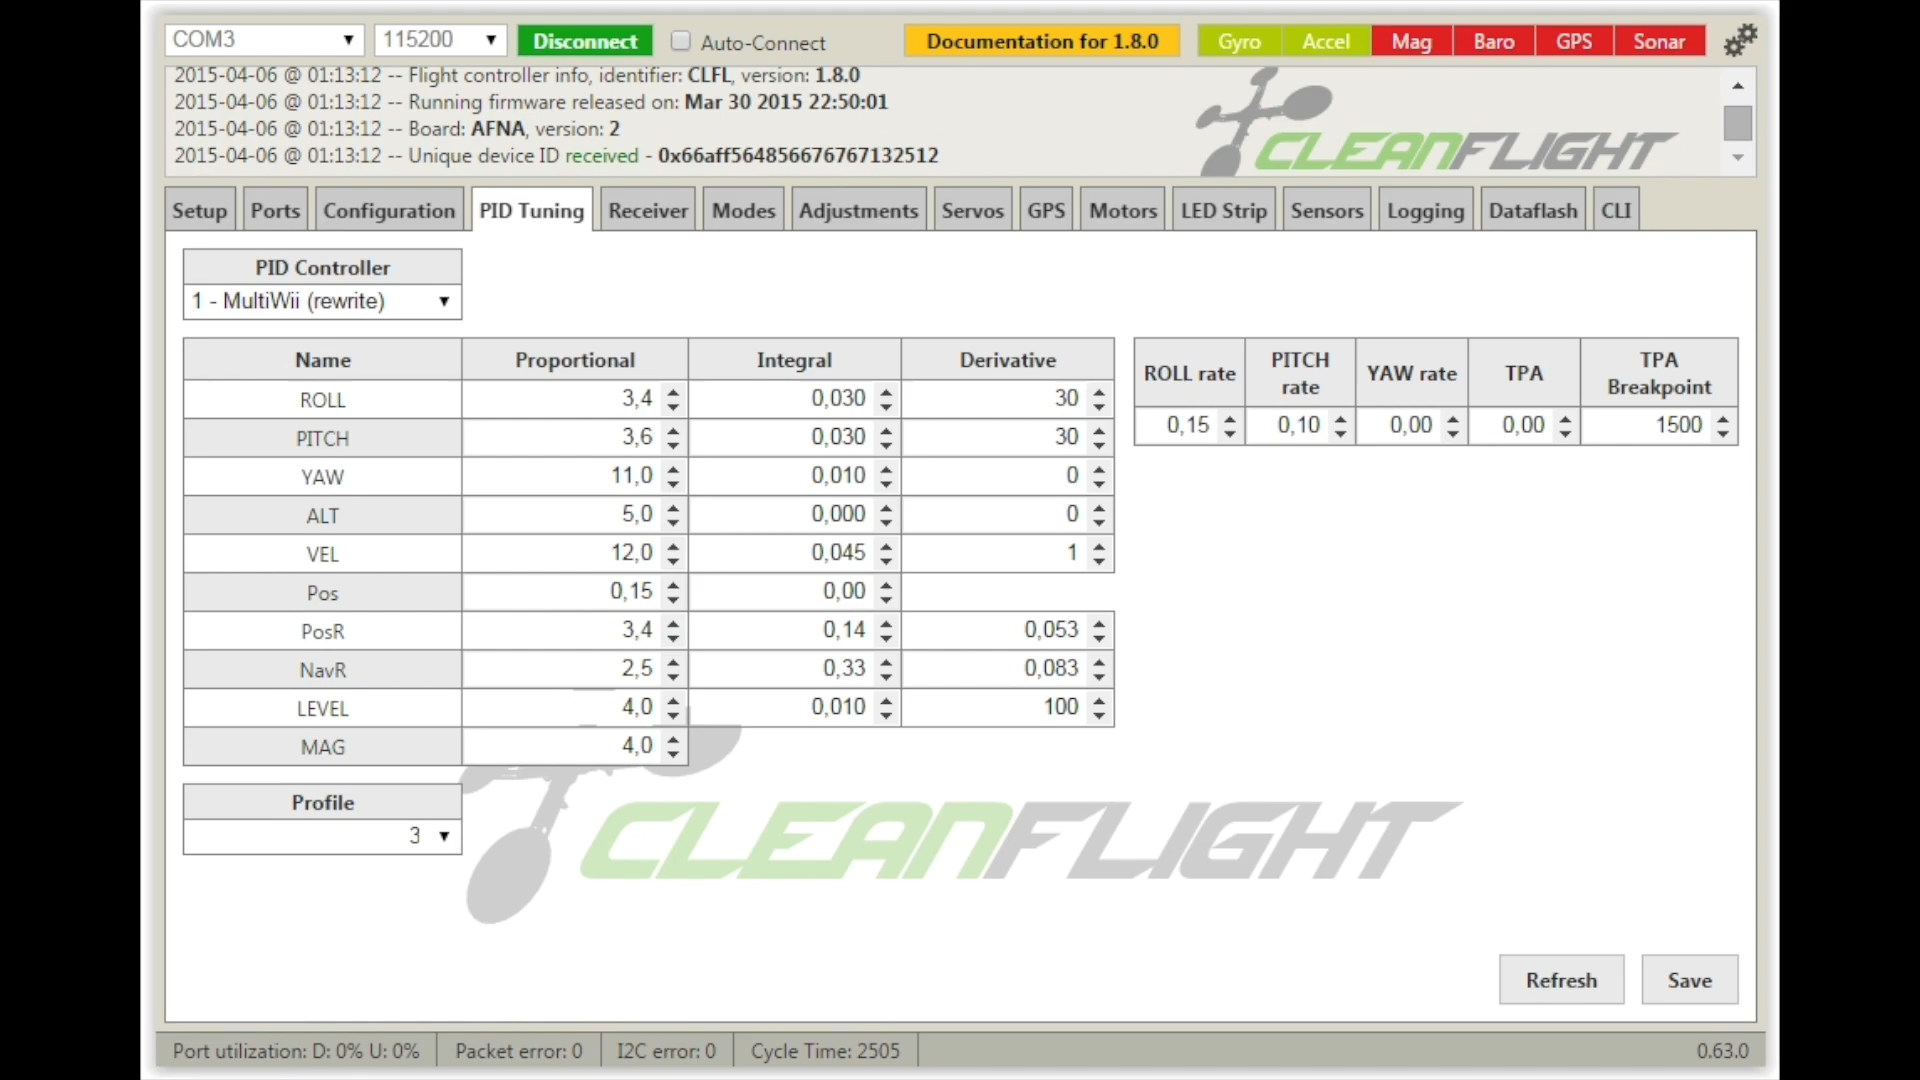 COM3 115200 Disconnect Auto-Connect Documentation for 1.8.0 Gyro Accel Mag Baro GPS Sonar
2015-04-06 @ 01:13:12 -- Flight controller info, identifier: CLFL, version: 1.8.0
2015-04-06 @ 01:13:12 -- Running firmware released on: Mar 30 2015 22:50:01
2015-04-06 @ 01:13:12 -- Board: AFNA, version: 2
2015-04-06 @ 01:13:12 -- Unique device ID received - 0x66aff564856676767132512
CLEANFLIGHT
Setup Ports Configuration PID Tuning Receiver Modes Adjustments Servos GPS Motors LED Strip Sensors Logging Dataflash CLI
PID Controller
1 - MultiWii (rewrite)
Name Proportional Integral Derivative
ROLL 3,4 0,030 30
PITCH 3,6 0,030 30
YAW 11,0 0,010 0
ALT 5,0 0,000 0
VEL 12,0 0,045 1
Pos 0,15 0,00
PosR 3,4 0,14 0,053
NavR 2,5 0,33 0,083
LEVEL 4,0 0,010 100
MAG 4,0
ROLL rate PITCH rate YAW rate TPA TPA Breakpoint
0,15 0,10 0,00 0,00 1500
Profile
3
CLEANFLIGHT
Refresh Save
Port utilization: D: 0% U: 0% Packet error: 0 I2C error: 0 Cycle Time: 2505 0.63.0